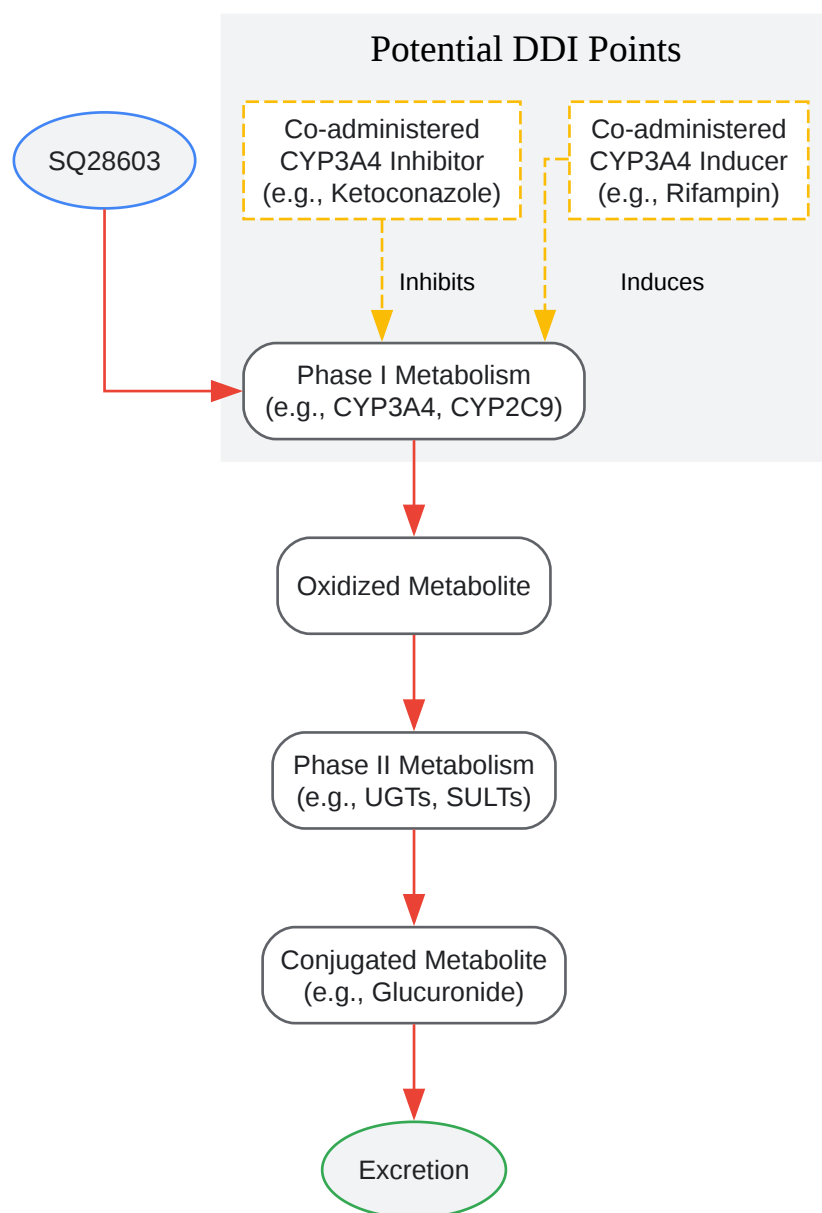 Potential DDI Points
SQ28603
Co-administered
CYP3A4 Inhibitor
(e.g., Ketoconazole)
Co-administered
CYP3A4 Inducer
(e.g., Rifampin)
Inhibits
Induces
Phase I Metabolism
(e.g., CYP3A4, CYP2C9)
Oxidized Metabolite
Phase II Metabolism
(e.g., UGTs, SULTs)
Conjugated Metabolite
(e.g., Glucuronide)
Excretion